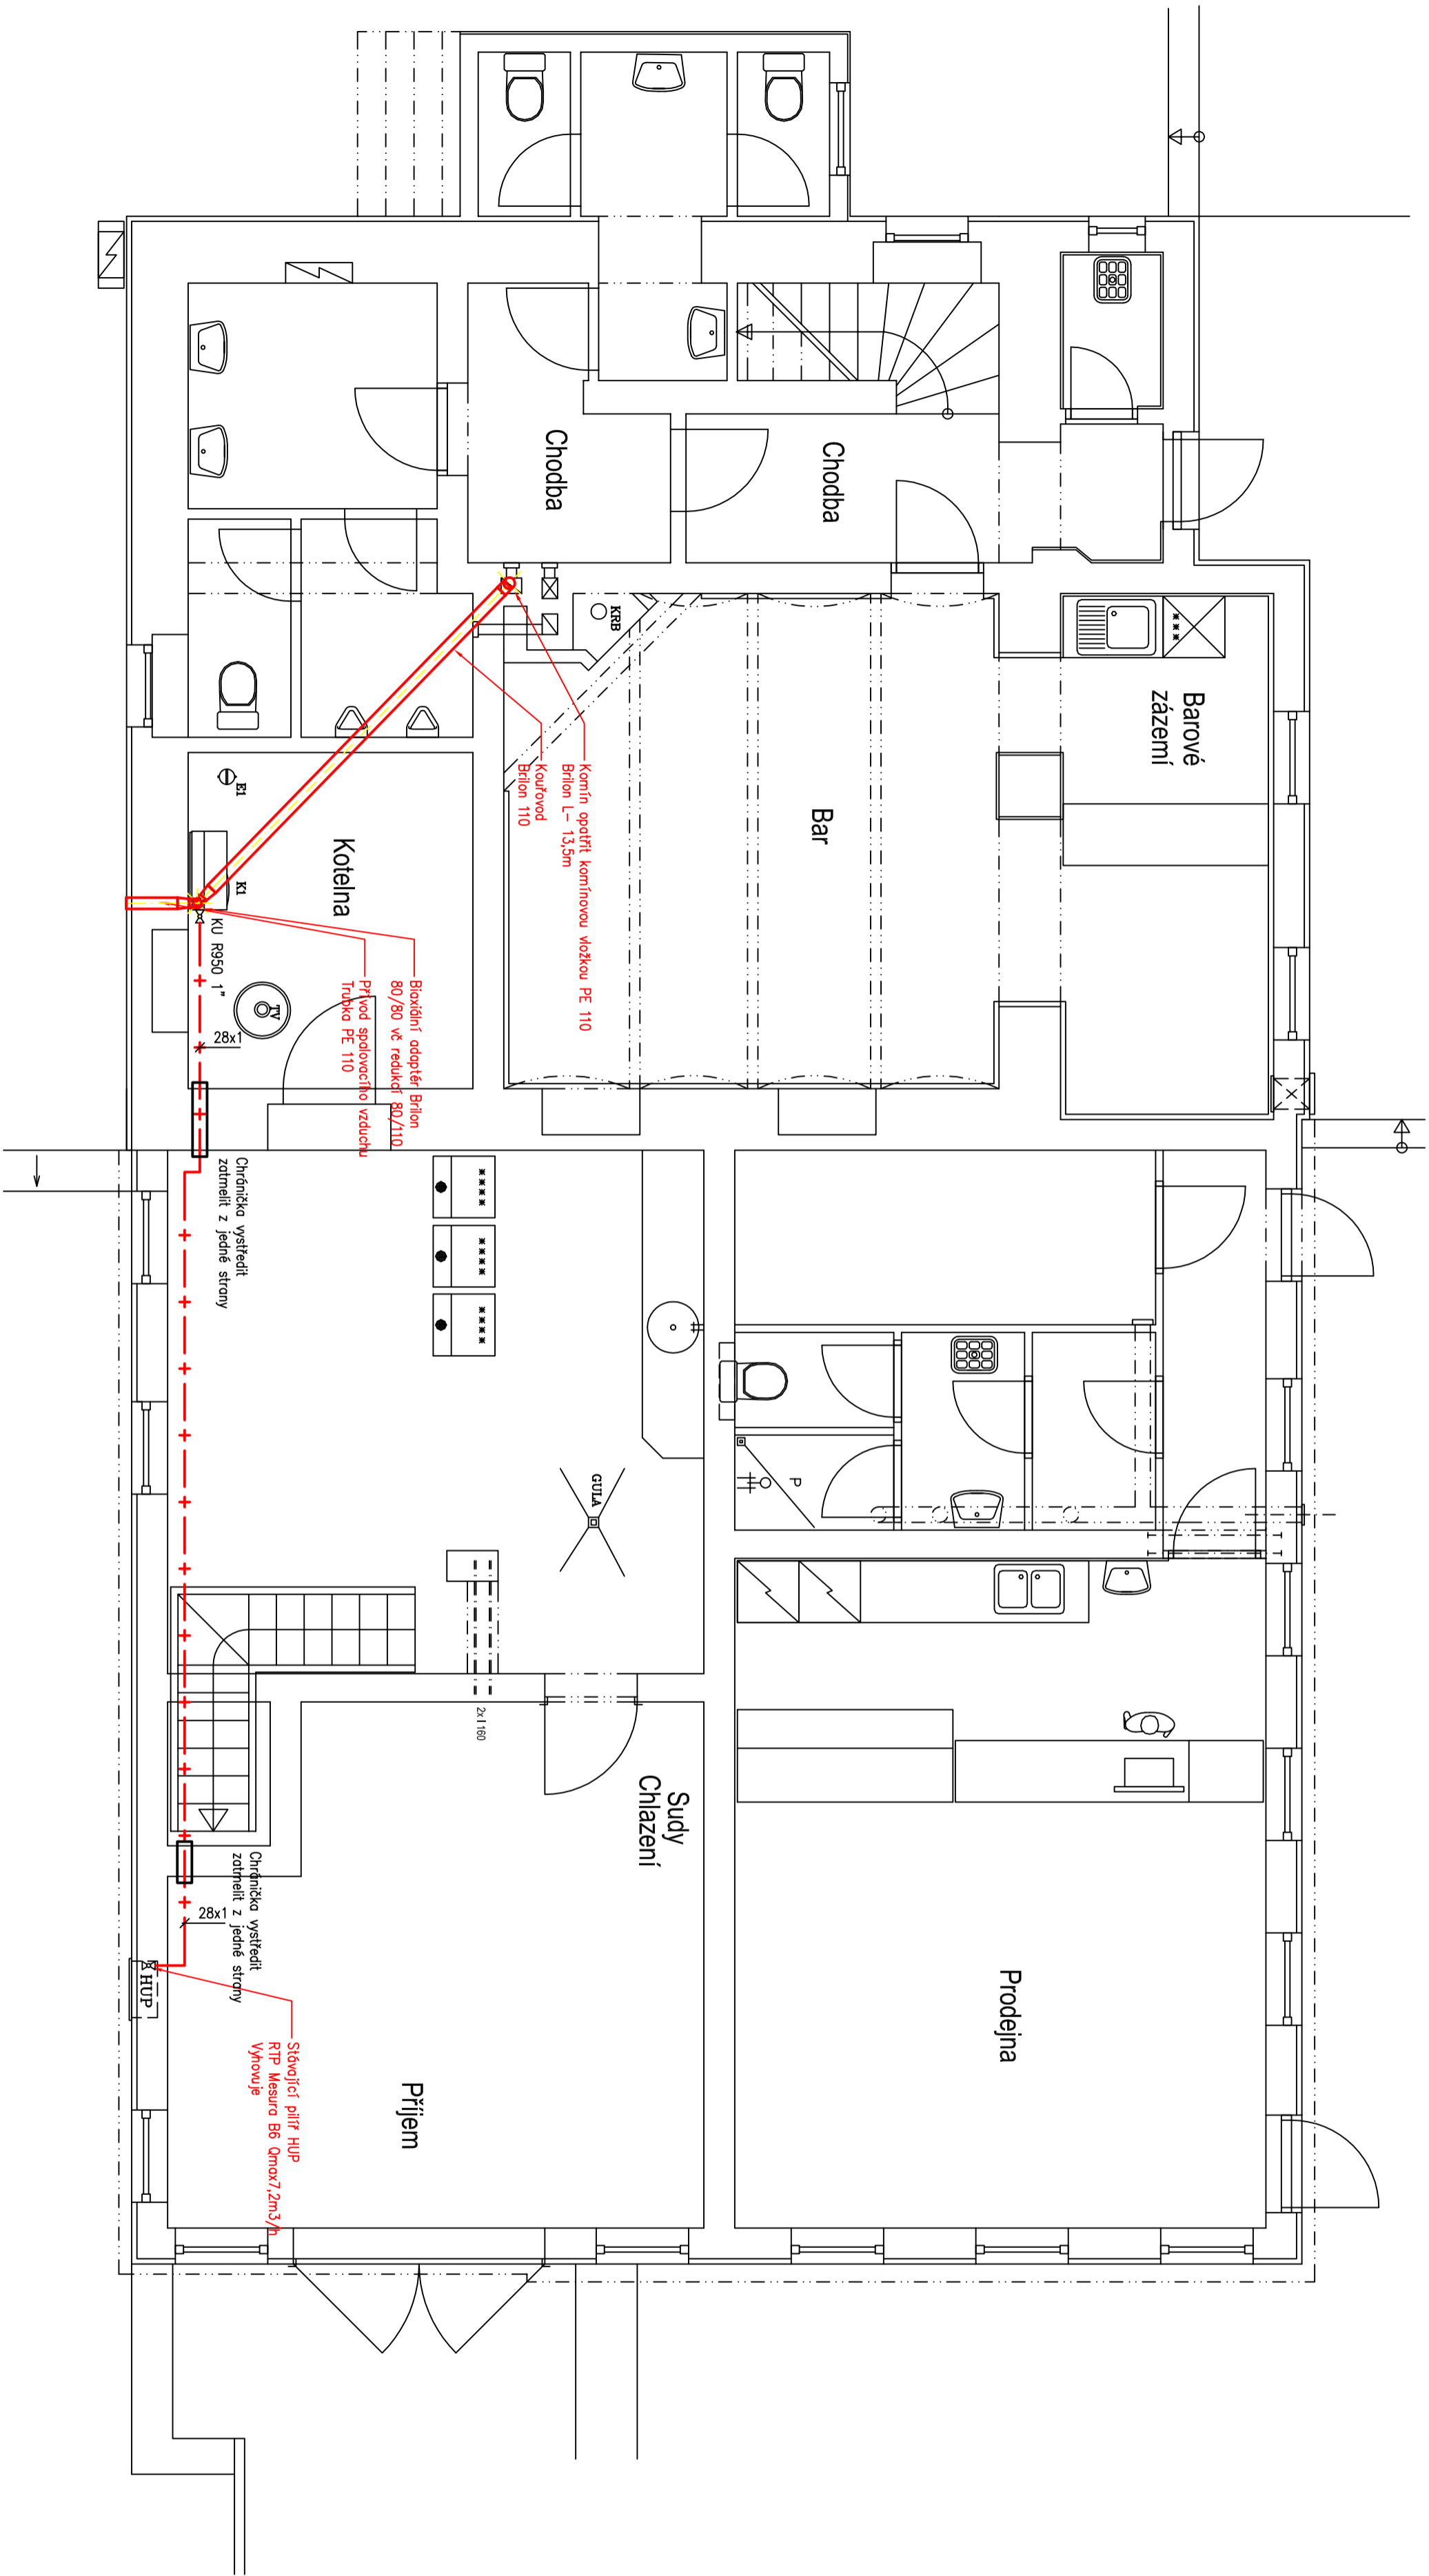 Chodba
Chodba
KRB
Barové
zázemí
Bar
Komín opatřit komínovou vložkou PE 110
Brilon L- 13,5m
Kouřovod
Brilon 110
E1
K1
Kotelna
KU R950 1"
TV
28x1
Biaxiální adaptér Brilon
80/80 vč redukcí 80/110
Přívod spalovacího vzduchu
Trubka PE 110
Chránička vystředit
zatmelit z jedné strany
GULA
P
2x I 160
Sudy
Chlazení
Chránička vystředit
zatmelit z jedné strany
28x1
HUP
Stávající pilíř HUP
RTP Mesura B6 Qmax7,2m3/h
Vyhovuje
Příjem
Prodejna